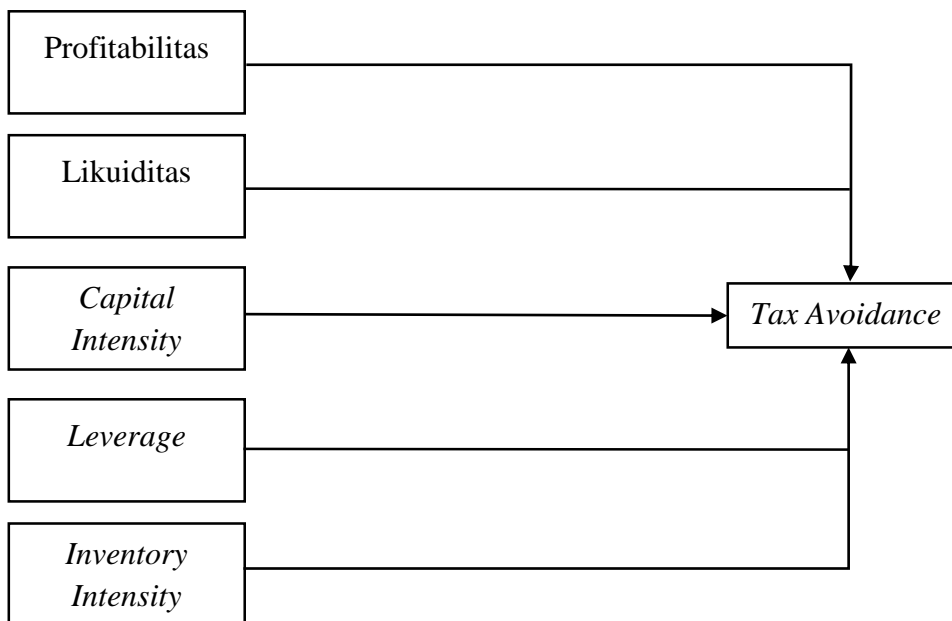 Profitabilitas
Likuiditas
Capital
Intensity
Tax Avoidance
Leverage
Inventory
Intensity